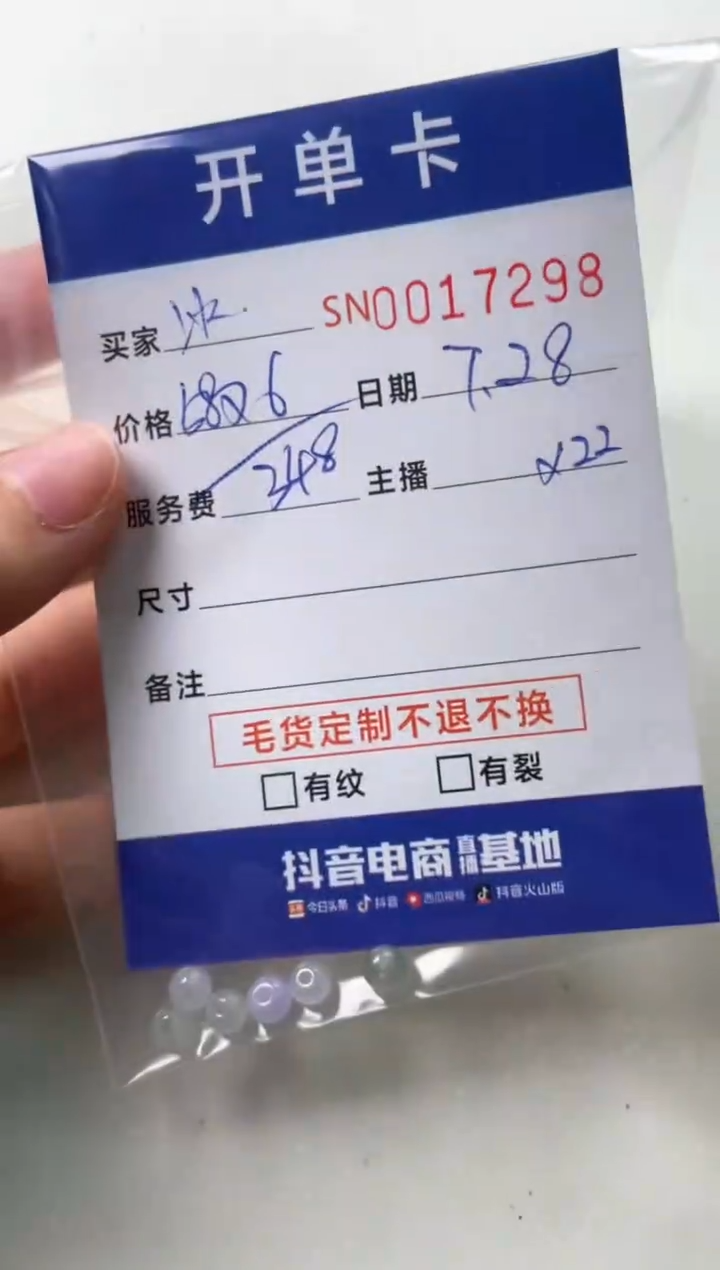 开单卡
买家 冰. SN0017298
价格 6 日期 7.28
服务费 248 主播 x22
尺寸
备注
毛货定制不退不换
有纹 有裂
抖音电商直播基地
今日头条 抖音 西瓜视频 抖音火山版